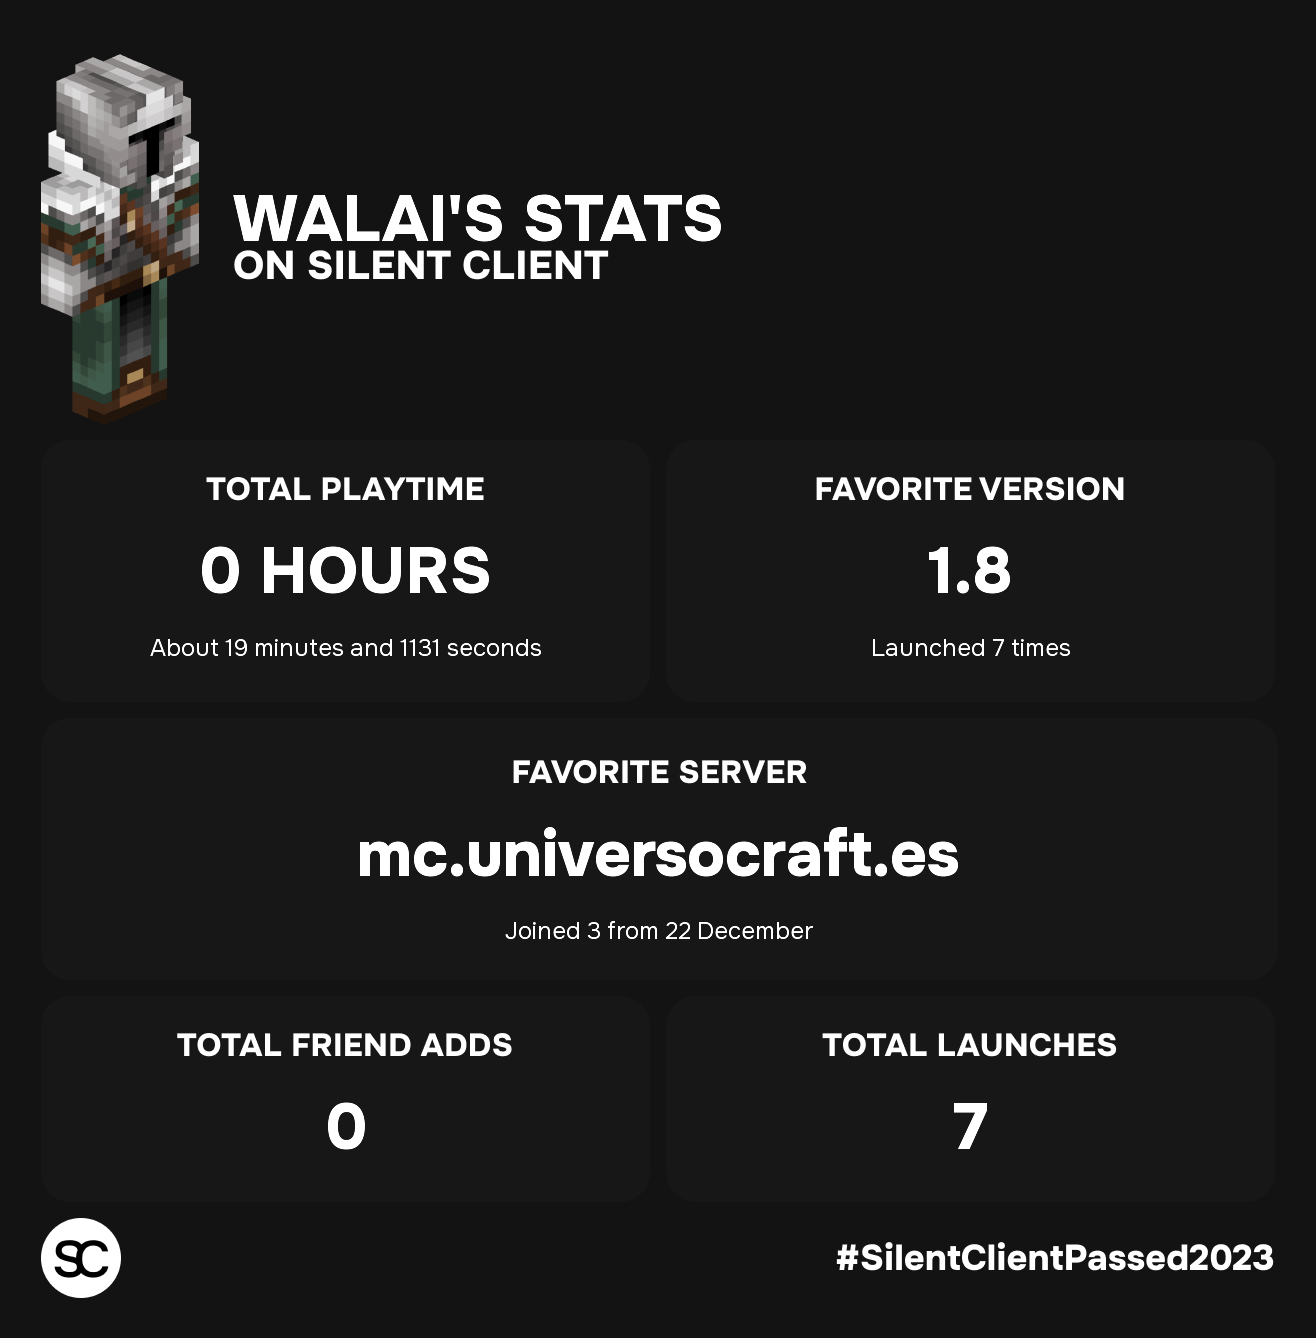 WALAI'S STATS
ON SILENT CLIENT
TOTAL PLAYTIME
0 HOURS
About 19 minutes and 1131 seconds
FAVORITE VERSION
1.8
Launched 7 times
FAVORITE SERVER
mc.universocraft.es
Joined 3 from 22 December
TOTAL FRIEND ADDS
0
TOTAL LAUNCHES
7
SC
#SilentClientPassed2023